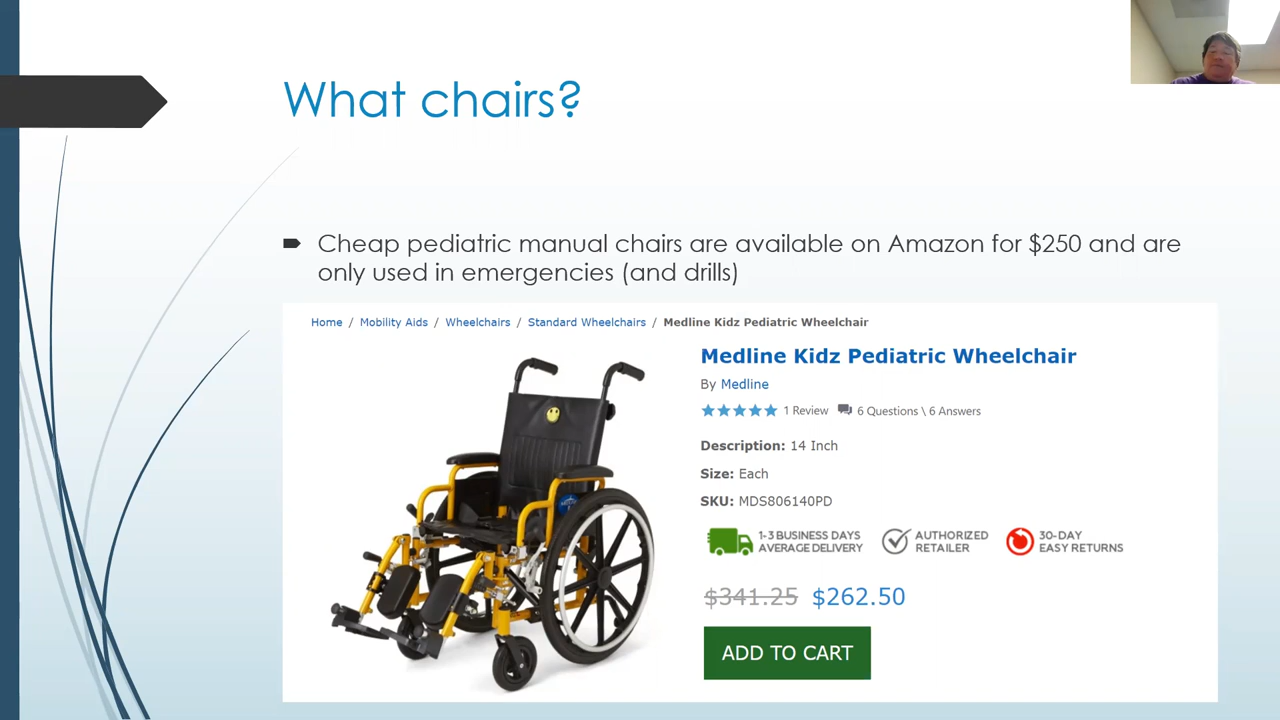 What chairs?
Cheap pediatric manual chairs are available on Amazon for $250 and are
only used in emergencies (and drills)
Home / Mobility Aids / Wheelchairs / Standard Wheelchairs / Medline Kidz Pediatric Wheelchair
Medline Kidz Pediatric Wheelchair
By Medline
1 Review 6 Questions \ 6 Answers
Description: 14 Inch
Size: Each
SKU: MDS806140PD
1-3 BUSINESS DAYS
AVERAGE DELIVERY
AUTHORIZED
RETAILER
30-DAY
EASY RETURNS
$341.25 $262.50
ADD TO CART